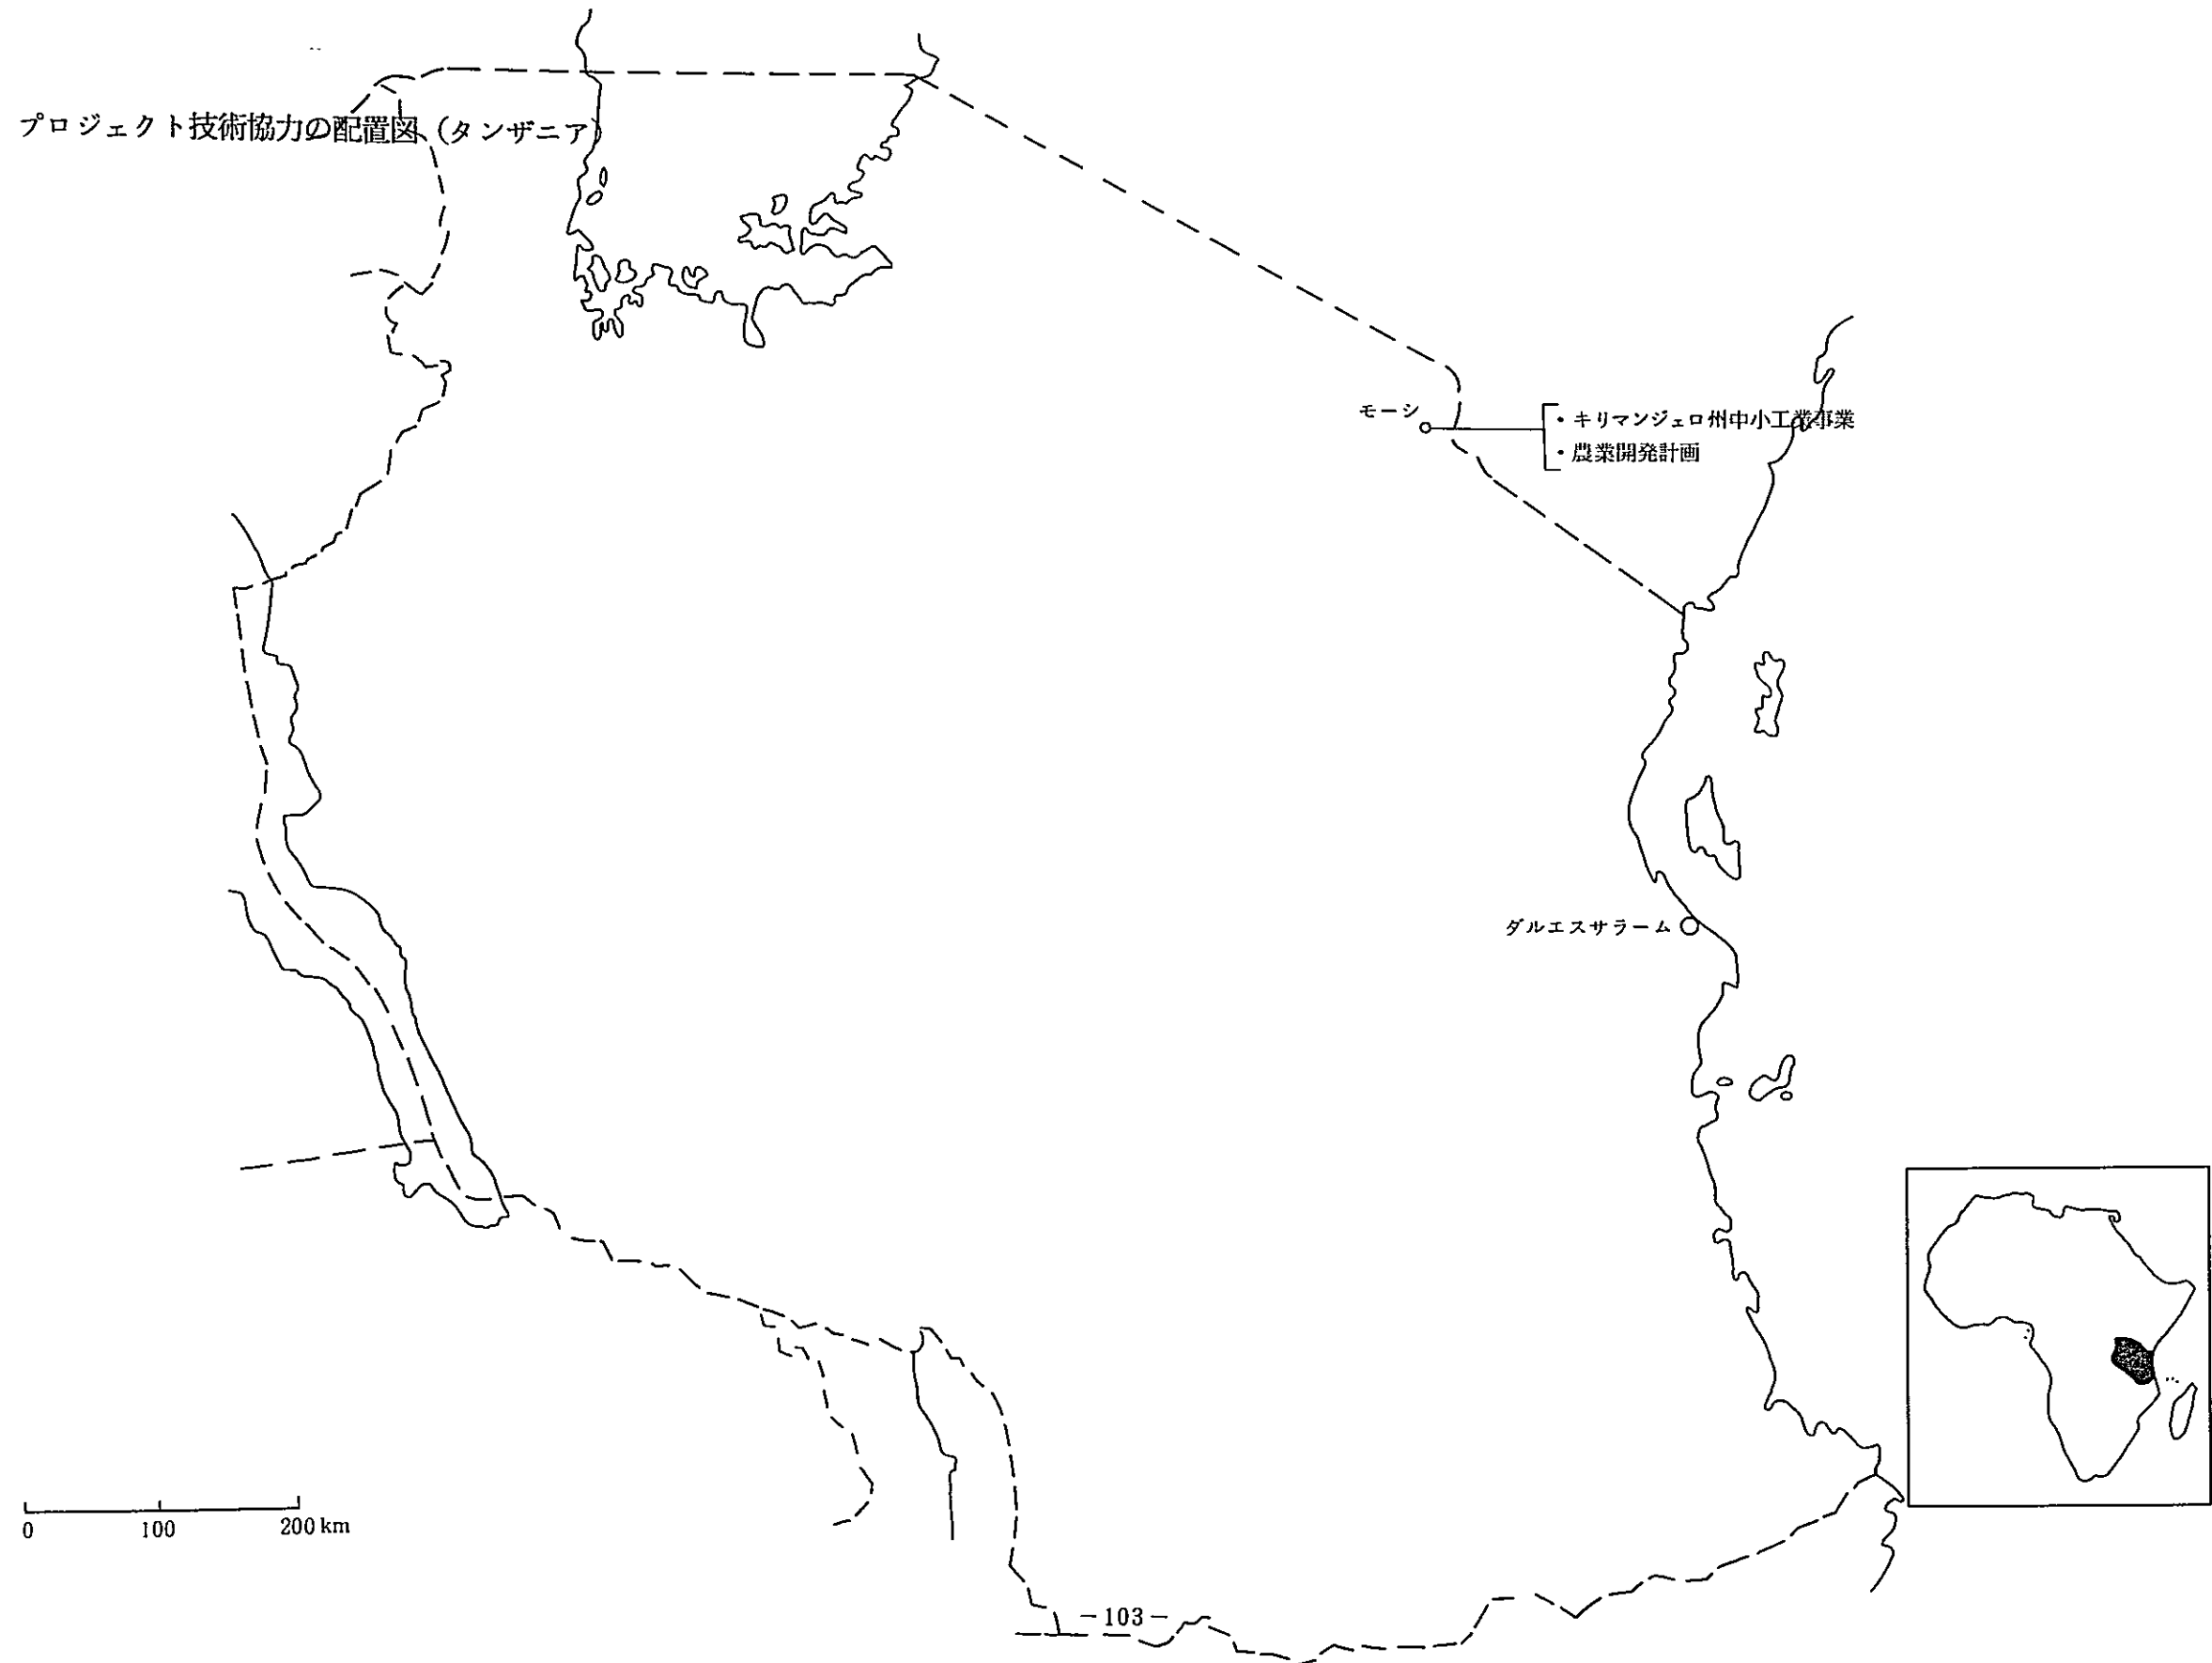 プロジェクト技術協力の配置図（タンザニア）
モーシ
・キリマンジェロ州中小工業事業
・農業開発計画
ダルエスサラーム
0 100 200 km
－103－